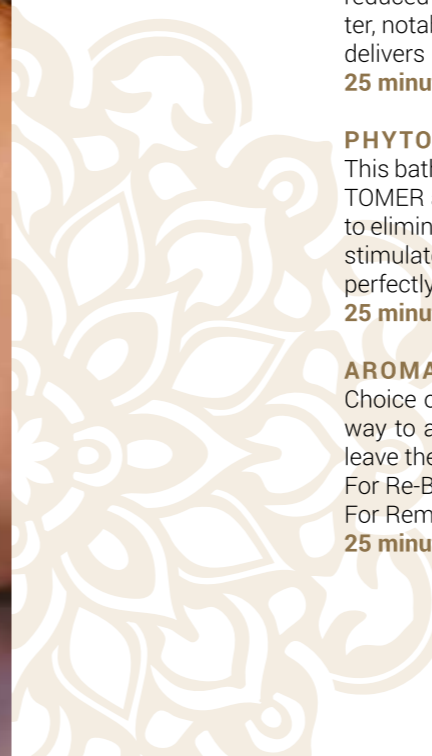 ter, notal
delivers
25 minu
PHYTO
This bath
TOMER
to elimin
stimulat
perfectly
25 minu
AROMA
Choice o
way to a
leave the
For Re-B
For Rem
25 minu